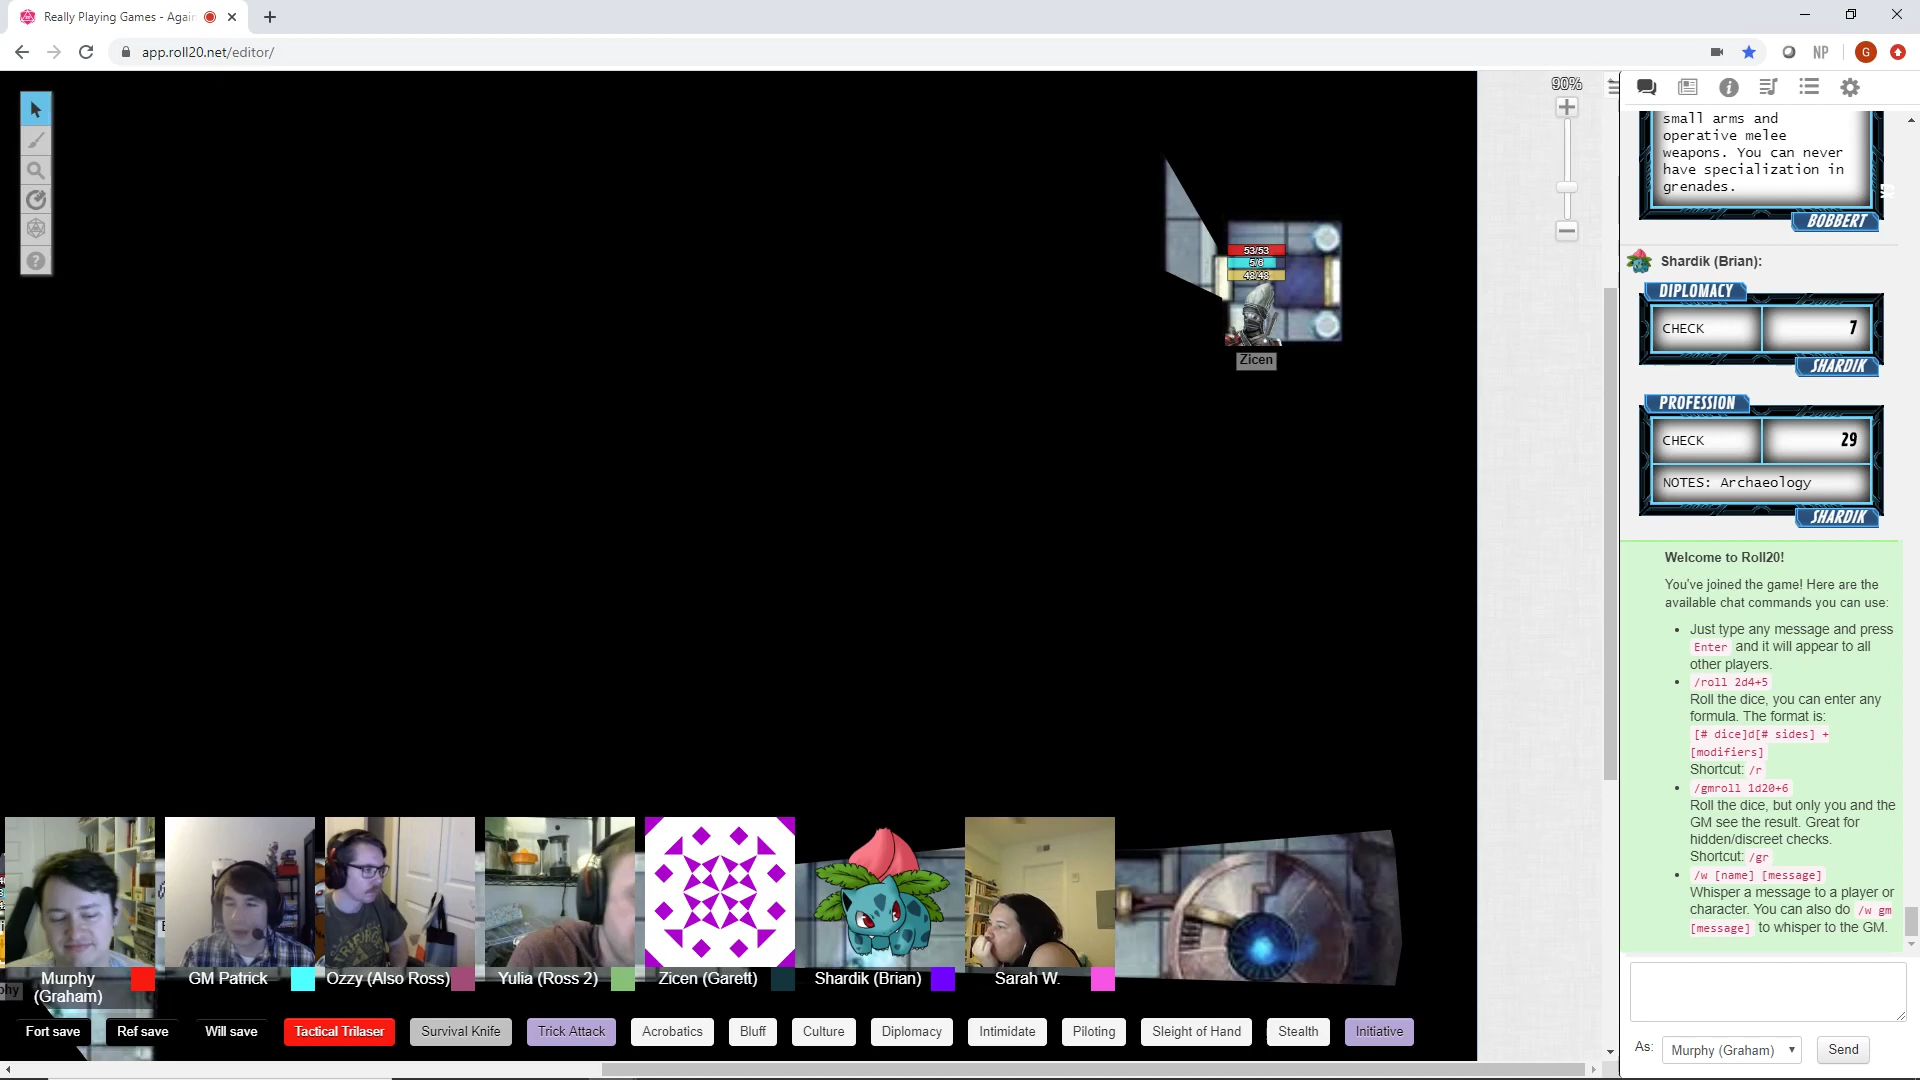 Really Playing Games - Agai
app.roll20.net/editor/
NP
G
90%
small arms and
operative melee
weapons. You can never
have specialization in
grenades.
BOBBERT
Shardik (Brian):
DIPLOMACY
CHECK 7
SHARDIK
PROFESSION
CHECK 29
NOTES: Archaeology
SHARDIK
53/53
5/6
48/48
Zicen
Welcome to Roll20!
You've joined the game! Here are the
available chat commands you can use:
• Just type any message and press
Enter and it will appear to all
other players.
• /roll 2d4+5
Roll the dice, you can enter any
formula. The format is:
[# dice]d[# sides] +
[modifiers]
Shortcut: /r
• /gmroll 1d20+6
Roll the dice, but only you and the
GM see the result. Great for
hidden/discreet checks.
Shortcut: /gr
• /w [name] [message]
Whisper a message to a player or
character. You can also do /w gm
[message] to whisper to the GM.
Murphy
(Graham)
GM Patrick
Ozzy (Also Ross)
Yulia (Ross 2)
Zicen (Garett)
Shardik (Brian)
Sarah W.
Fort save
Ref save
Will save
Tactical Trilaser
Survival Knife
Trick Attack
Acrobatics
Bluff
Culture
Diplomacy
Intimidate
Piloting
Sleight of Hand
Stealth
Initiative
As:
Murphy (Graham)
Send